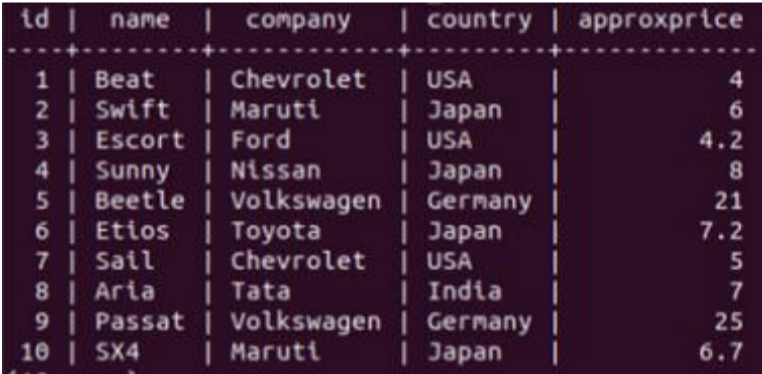 id | name | company | country | approxprice
----+---------+------------+---------+-------------
1 | Beat | Chevrolet | USA | 4
2 | Swift | Maruti | Japan | 6
3 | Escort | Ford | USA | 4.2
4 | Sunny | Nissan | Japan | 8
5 | Beetle | Volkswagen | Germany | 21
6 | Etios | Toyota | Japan | 7.2
7 | Sail | Chevrolet | USA | 5
8 | Aria | Tata | India | 7
9 | Passat | Volkswagen | Germany | 25
10 | SX4 | Maruti | Japan | 6.7